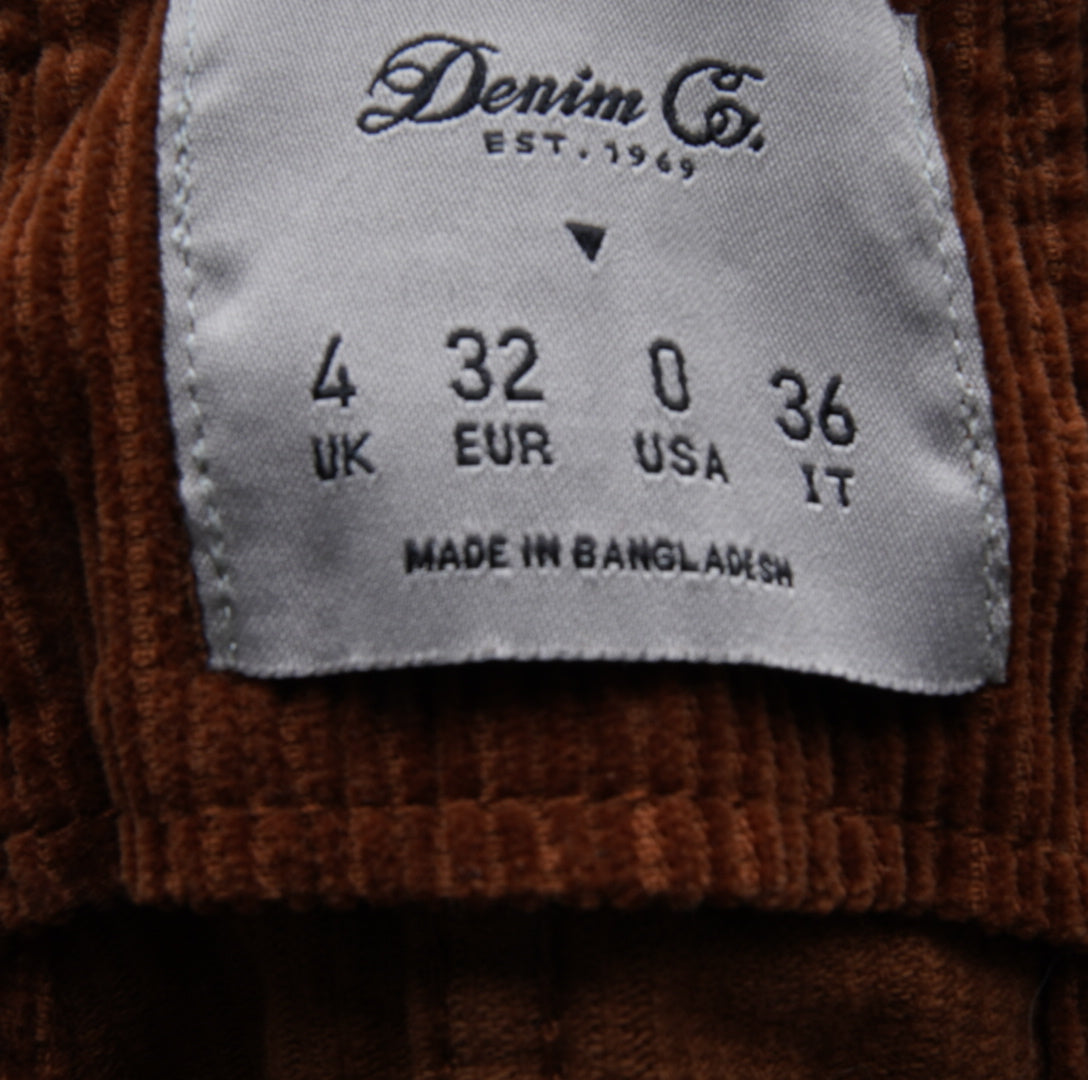 Denim Co.
EST. 1969
4 32 0 36
UK EUR USA IT
MADE IN BANGLADESH